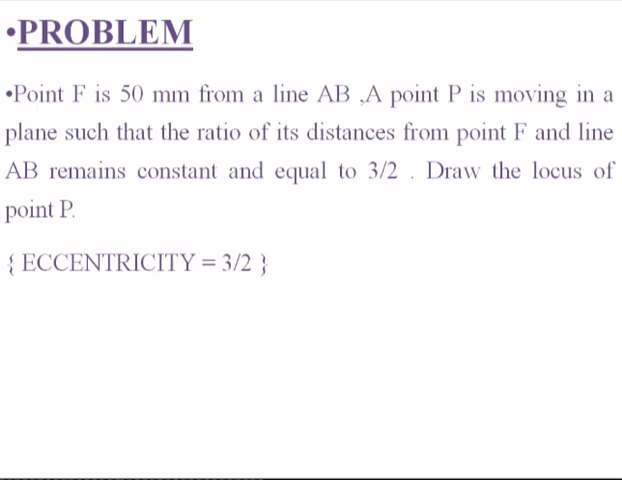 •PROBLEM
•Point F is 50 mm from a line AB ,A point P is moving in a
plane such that the ratio of its distances from point F and line
AB remains constant and equal to 3/2 . Draw the locus of
point P.
{ ECCENTRICITY = 3/2 }